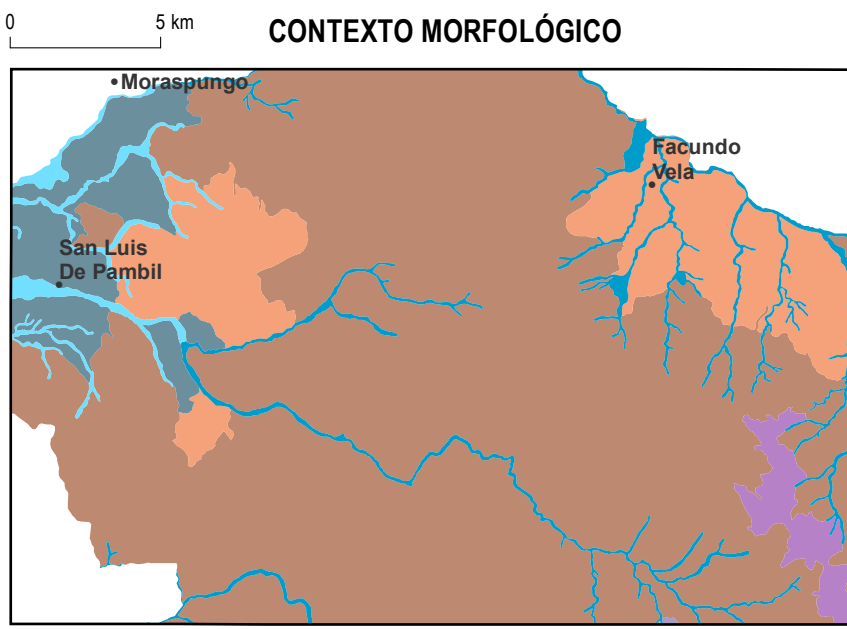 0 5 km
CONTEXTO MORFOLÓGICO
Moraspungo
Facundo
Vela
San Luis
De Pambil